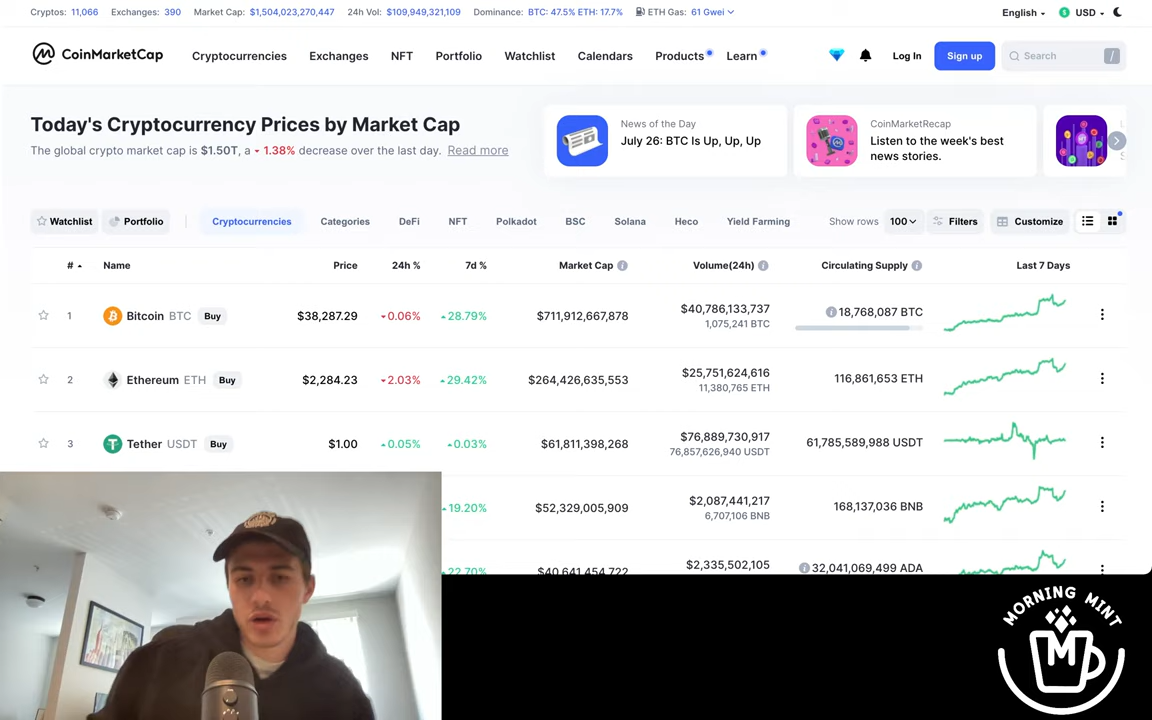 Cryptos: 11,066 Exchanges: 390 Market Cap: $1,504,023,270,447 24h Vol: $109,949,321,109 Dominance: BTC: 47.5% ETH: 17.7% ETH Gas: 61 Gwei English USD
CoinMarketCap Cryptocurrencies Exchanges NFT Portfolio Watchlist Calendars Products Learn Log In Sign up Search /
Today's Cryptocurrency Prices by Market Cap
The global crypto market cap is $1.50T, a 1.38% decrease over the last day. Read more
News of the Day
July 26: BTC Is Up, Up, Up
CoinMarketRecap
Listen to the week's best
news stories.
Watchlist Portfolio Cryptocurrencies Categories DeFi NFT Polkadot BSC Solana Heco Yield Farming Show rows 100 Filters Customize
# Name Price 24h % 7d % Market Cap Volume(24h) Circulating Supply Last 7 Days
1 Bitcoin BTC Buy $38,287.29 0.06% 28.79% $711,912,667,878 $40,786,133,737 18,768,087 BTC
1,075,241 BTC
2 Ethereum ETH Buy $2,284.23 2.03% 29.42% $264,426,635,553 $25,751,624,616 116,861,653 ETH
11,380,765 ETH
3 Tether USDT Buy $1.00 0.05% 0.03% $61,811,398,268 $76,889,730,917 61,785,589,988 USDT
76,857,626,940 USDT
19.20% $52,329,005,909 $2,087,441,217 168,137,036 BNB
6,707,106 BNB
22.70% $40,641,454,722 $2,335,502,105 32,041,069,499 ADA
MORNING MINT
M